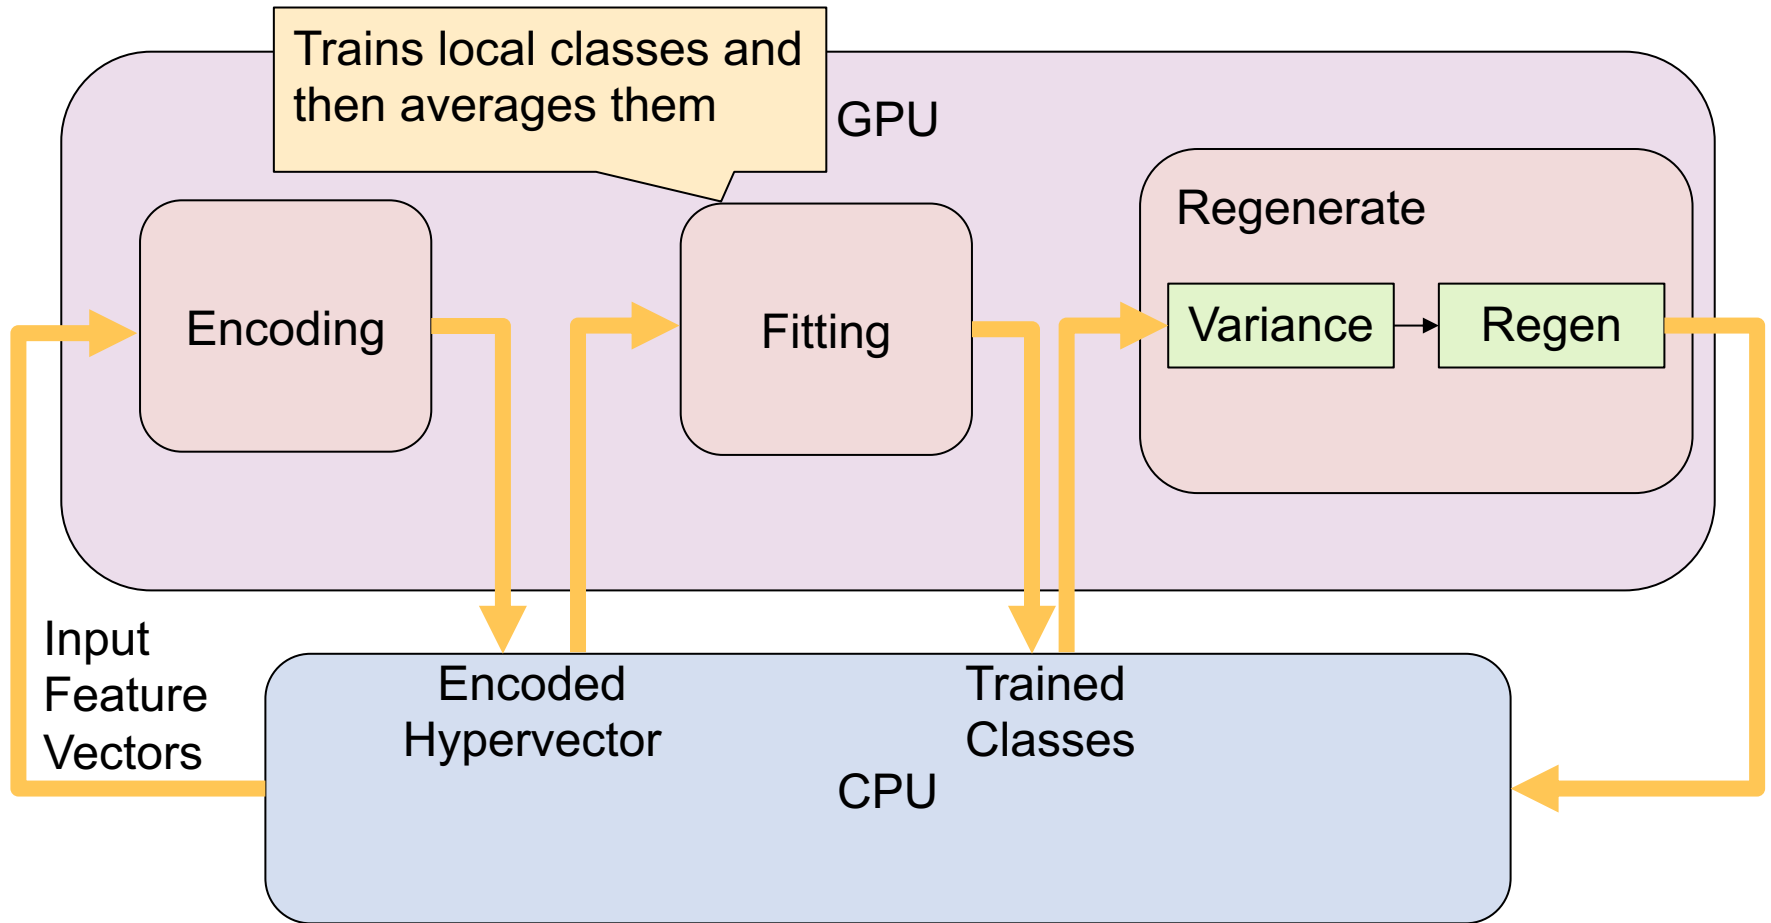 Trains local classes and
then averages them
GPU
Encoding
Fitting
Regenerate
Variance
Regen
Input
Feature
Vectors
Encoded
Hypervector
Trained
Classes
CPU